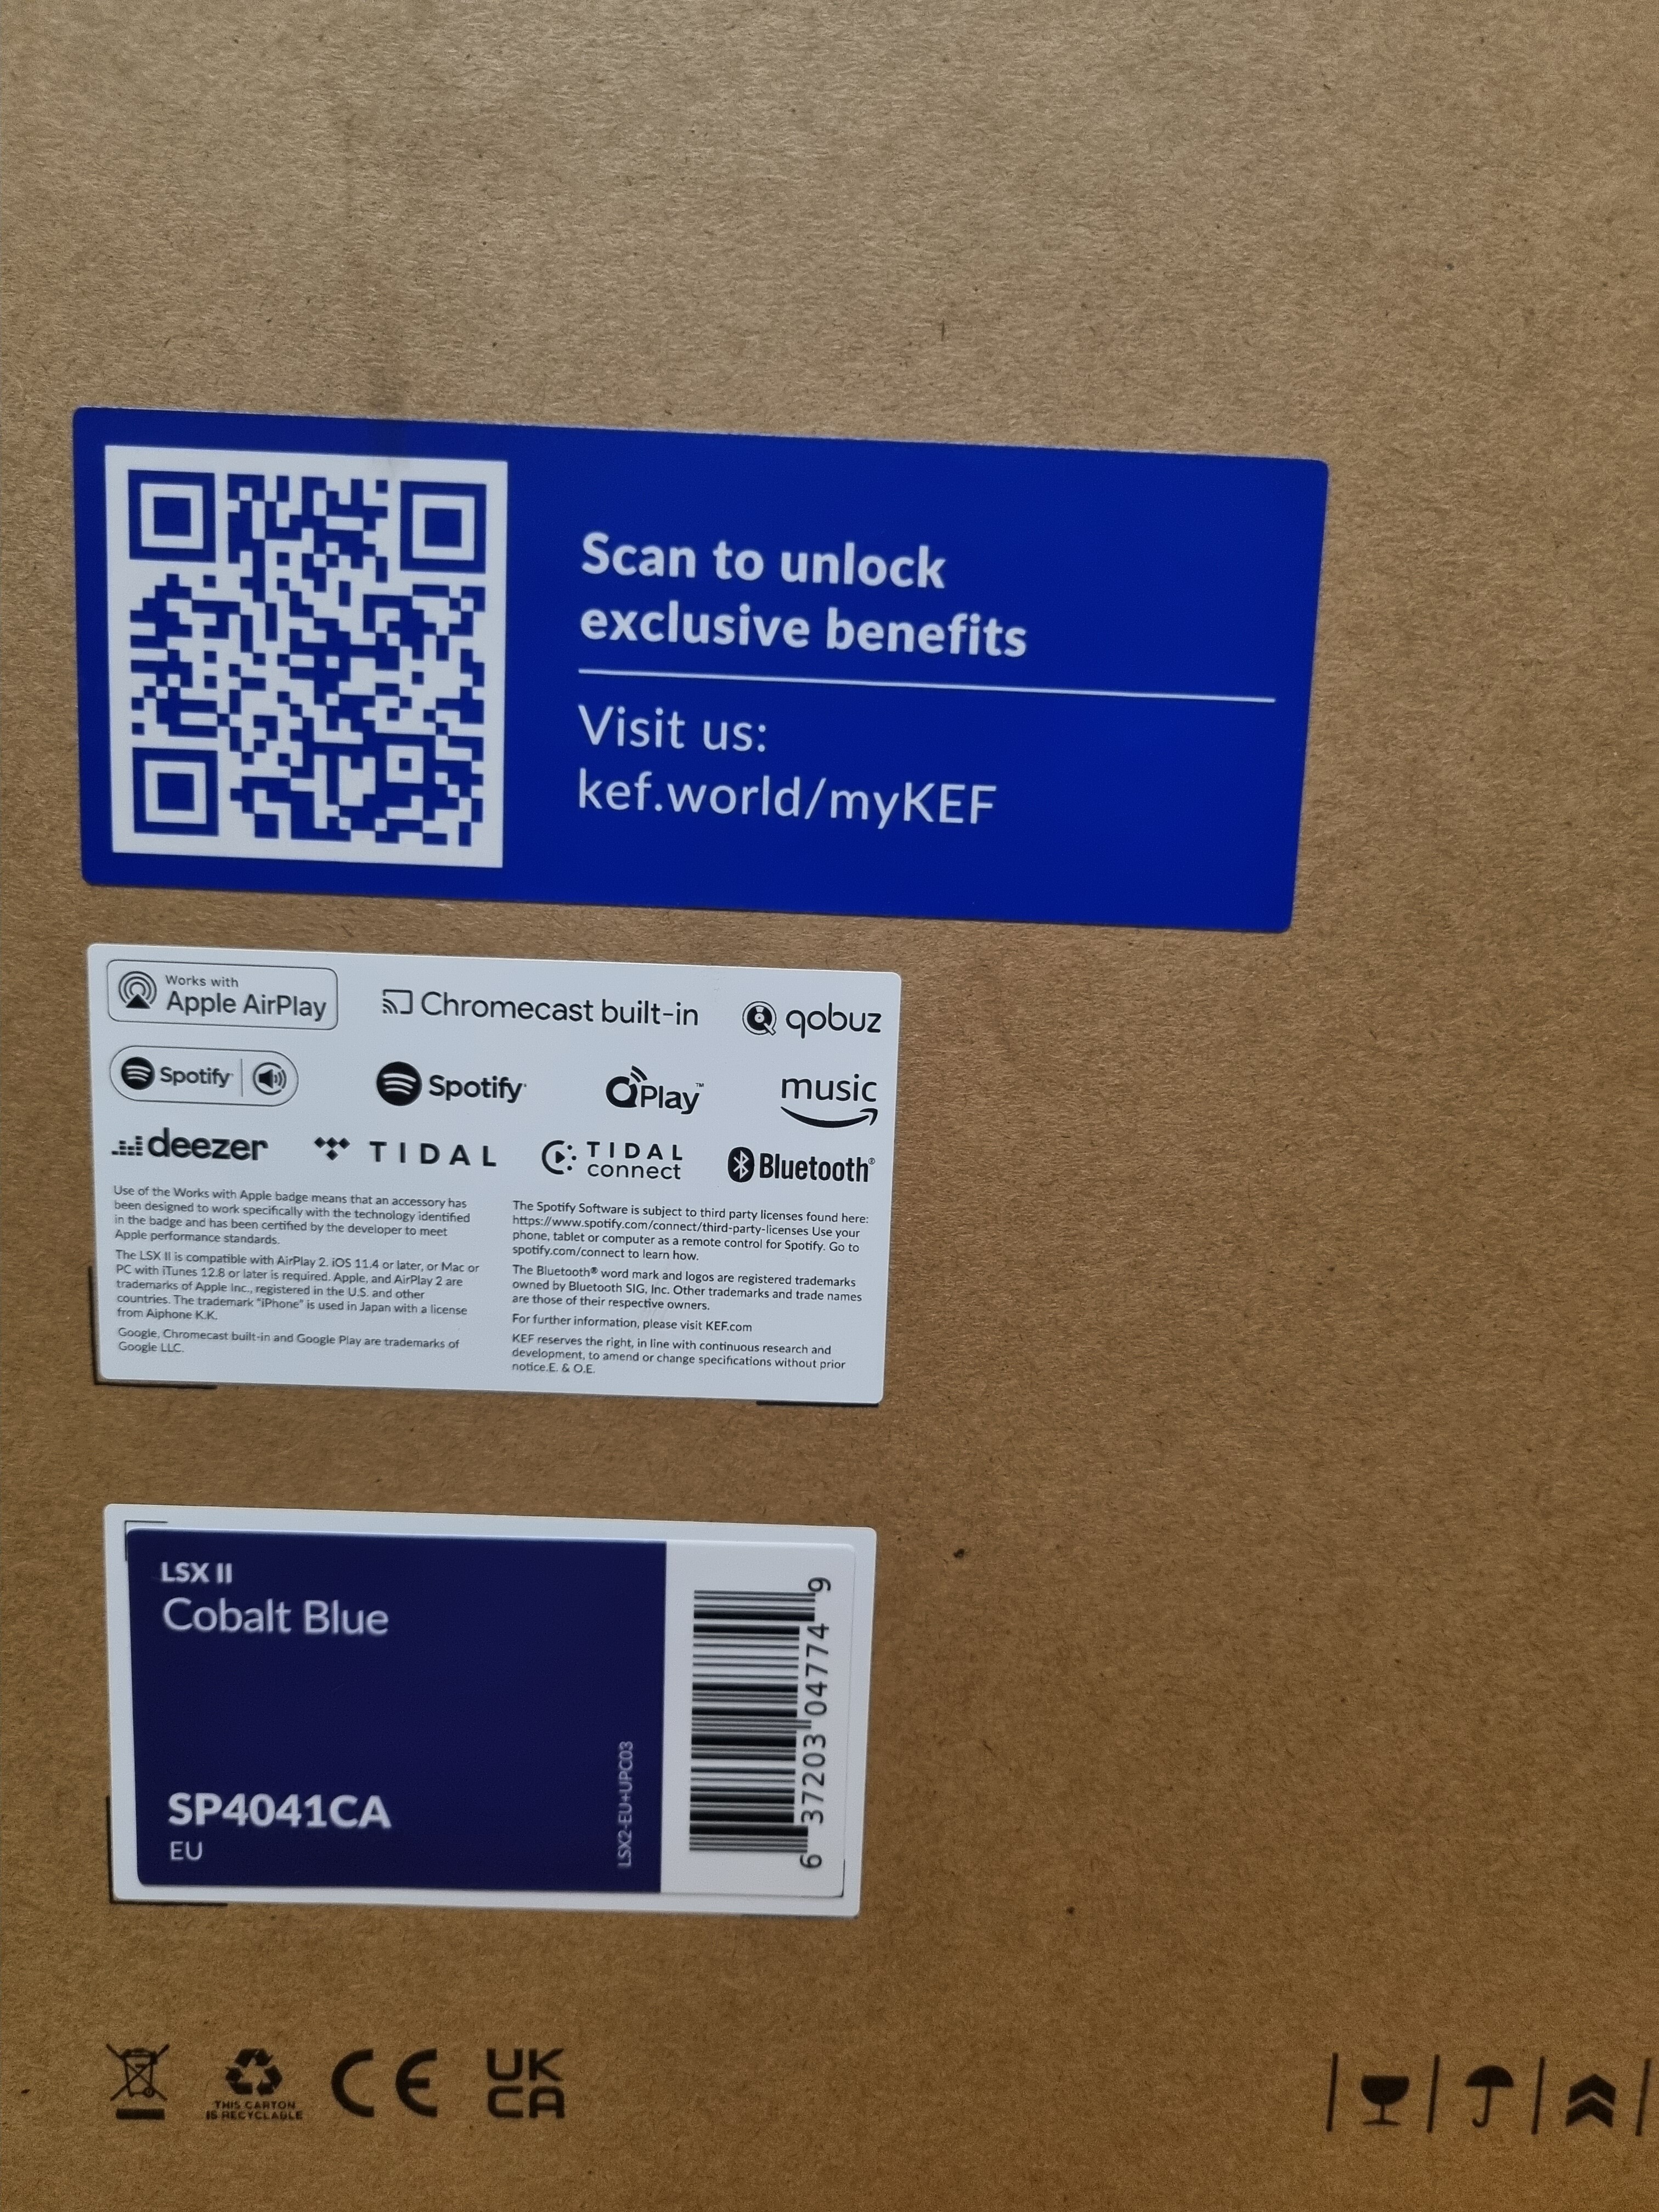 Scan to unlock
exclusive benefits
Visit us:
kef.world/myKEF
Works with
Apple AirPlay
Chromecast built-in
qobuz
Spotify
Spotify
QPlay™
music
deezer
TIDAL
TIDAL
connect
Bluetooth®
Use of the Works with Apple badge means that an accessory has
been designed to work specifically with the technology identified
in the badge and has been certified by the developer to meet
Apple performance standards.
The LSX II is compatible with AirPlay 2. iOS 11.4 or later, or Mac or
PC with iTunes 12.8 or later is required. Apple, and AirPlay 2 are
trademarks of Apple Inc., registered in the U.S. and other
countries. The trademark "iPhone" is used in Japan with a license
from Aiphone K.K.
Google, Chromecast built-in and Google Play are trademarks of
Google LLC.
The Spotify Software is subject to third party licenses found here:
https://www.spotify.com/connect/third-party-licenses Use your
phone, tablet or computer as a remote control for Spotify. Go to
spotify.com/connect to learn how.
The Bluetooth® word mark and logos are registered trademarks
owned by Bluetooth SIG, Inc. Other trademarks and trade names
are those of their respective owners.
For further information, please visit KEF.com
KEF reserves the right, in line with continuous research and
development, to amend or change specifications without prior
notice.E. & O.E.
LSX II
Cobalt Blue
SP4041CA
EU
LSX2-EU+UPC03
6 37203 04774 9
THIS CARTON
IS RECYCLABLE
CE
UK
CA